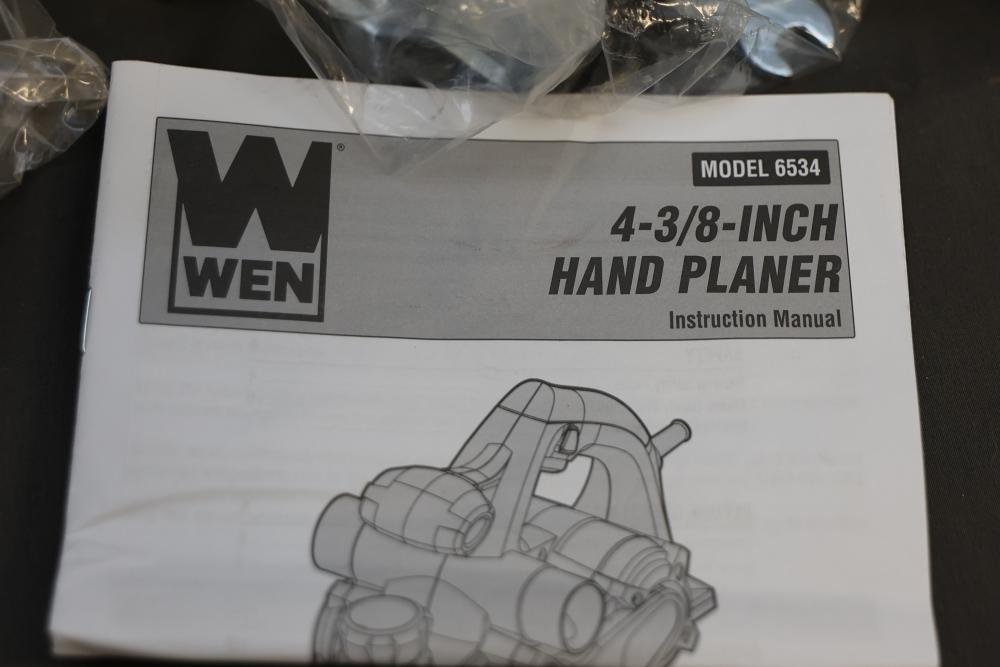 WEN
®
MODEL 6534
4-3/8-INCH
HAND PLANER
Instruction Manual